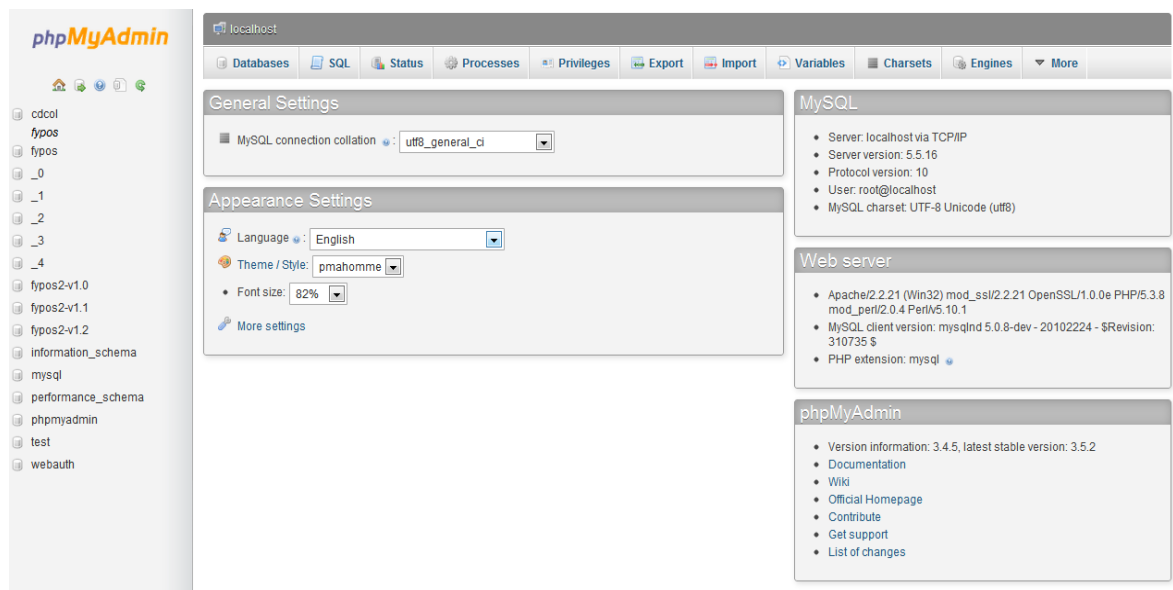 phpMyAdmin
cdcol
fypos
fypos
_0
_1
_2
_3
_4
fypos2-v1.0
fypos2-v1.1
fypos2-v1.2
information_schema
mysql
performance_schema
phpmyadmin
test
webauth
localhost
Databases SQL Status Processes Privileges Export Import Variables Charsets Engines More
General Settings
MySQL connection collation : utf8_general_ci
Appearance Settings
Language : English
Theme / Style: pmahomme
Font size: 82%
More settings
MySQL
Server: localhost via TCP/IP
Server version: 5.5.16
Protocol version: 10
User: root@localhost
MySQL charset: UTF-8 Unicode (utf8)
Web server
Apache/2.2.21 (Win32) mod_ssl/2.2.21 OpenSSL/1.0.0e PHP/5.3.8
mod_perl/2.0.4 Perl/v5.10.1
MySQL client version: mysqlnd 5.0.8-dev - 20102224 - $Revision:
310735 $
PHP extension: mysql
phpMyAdmin
Version information: 3.4.5, latest stable version: 3.5.2
Documentation
Wiki
Official Homepage
Contribute
Get support
List of changes